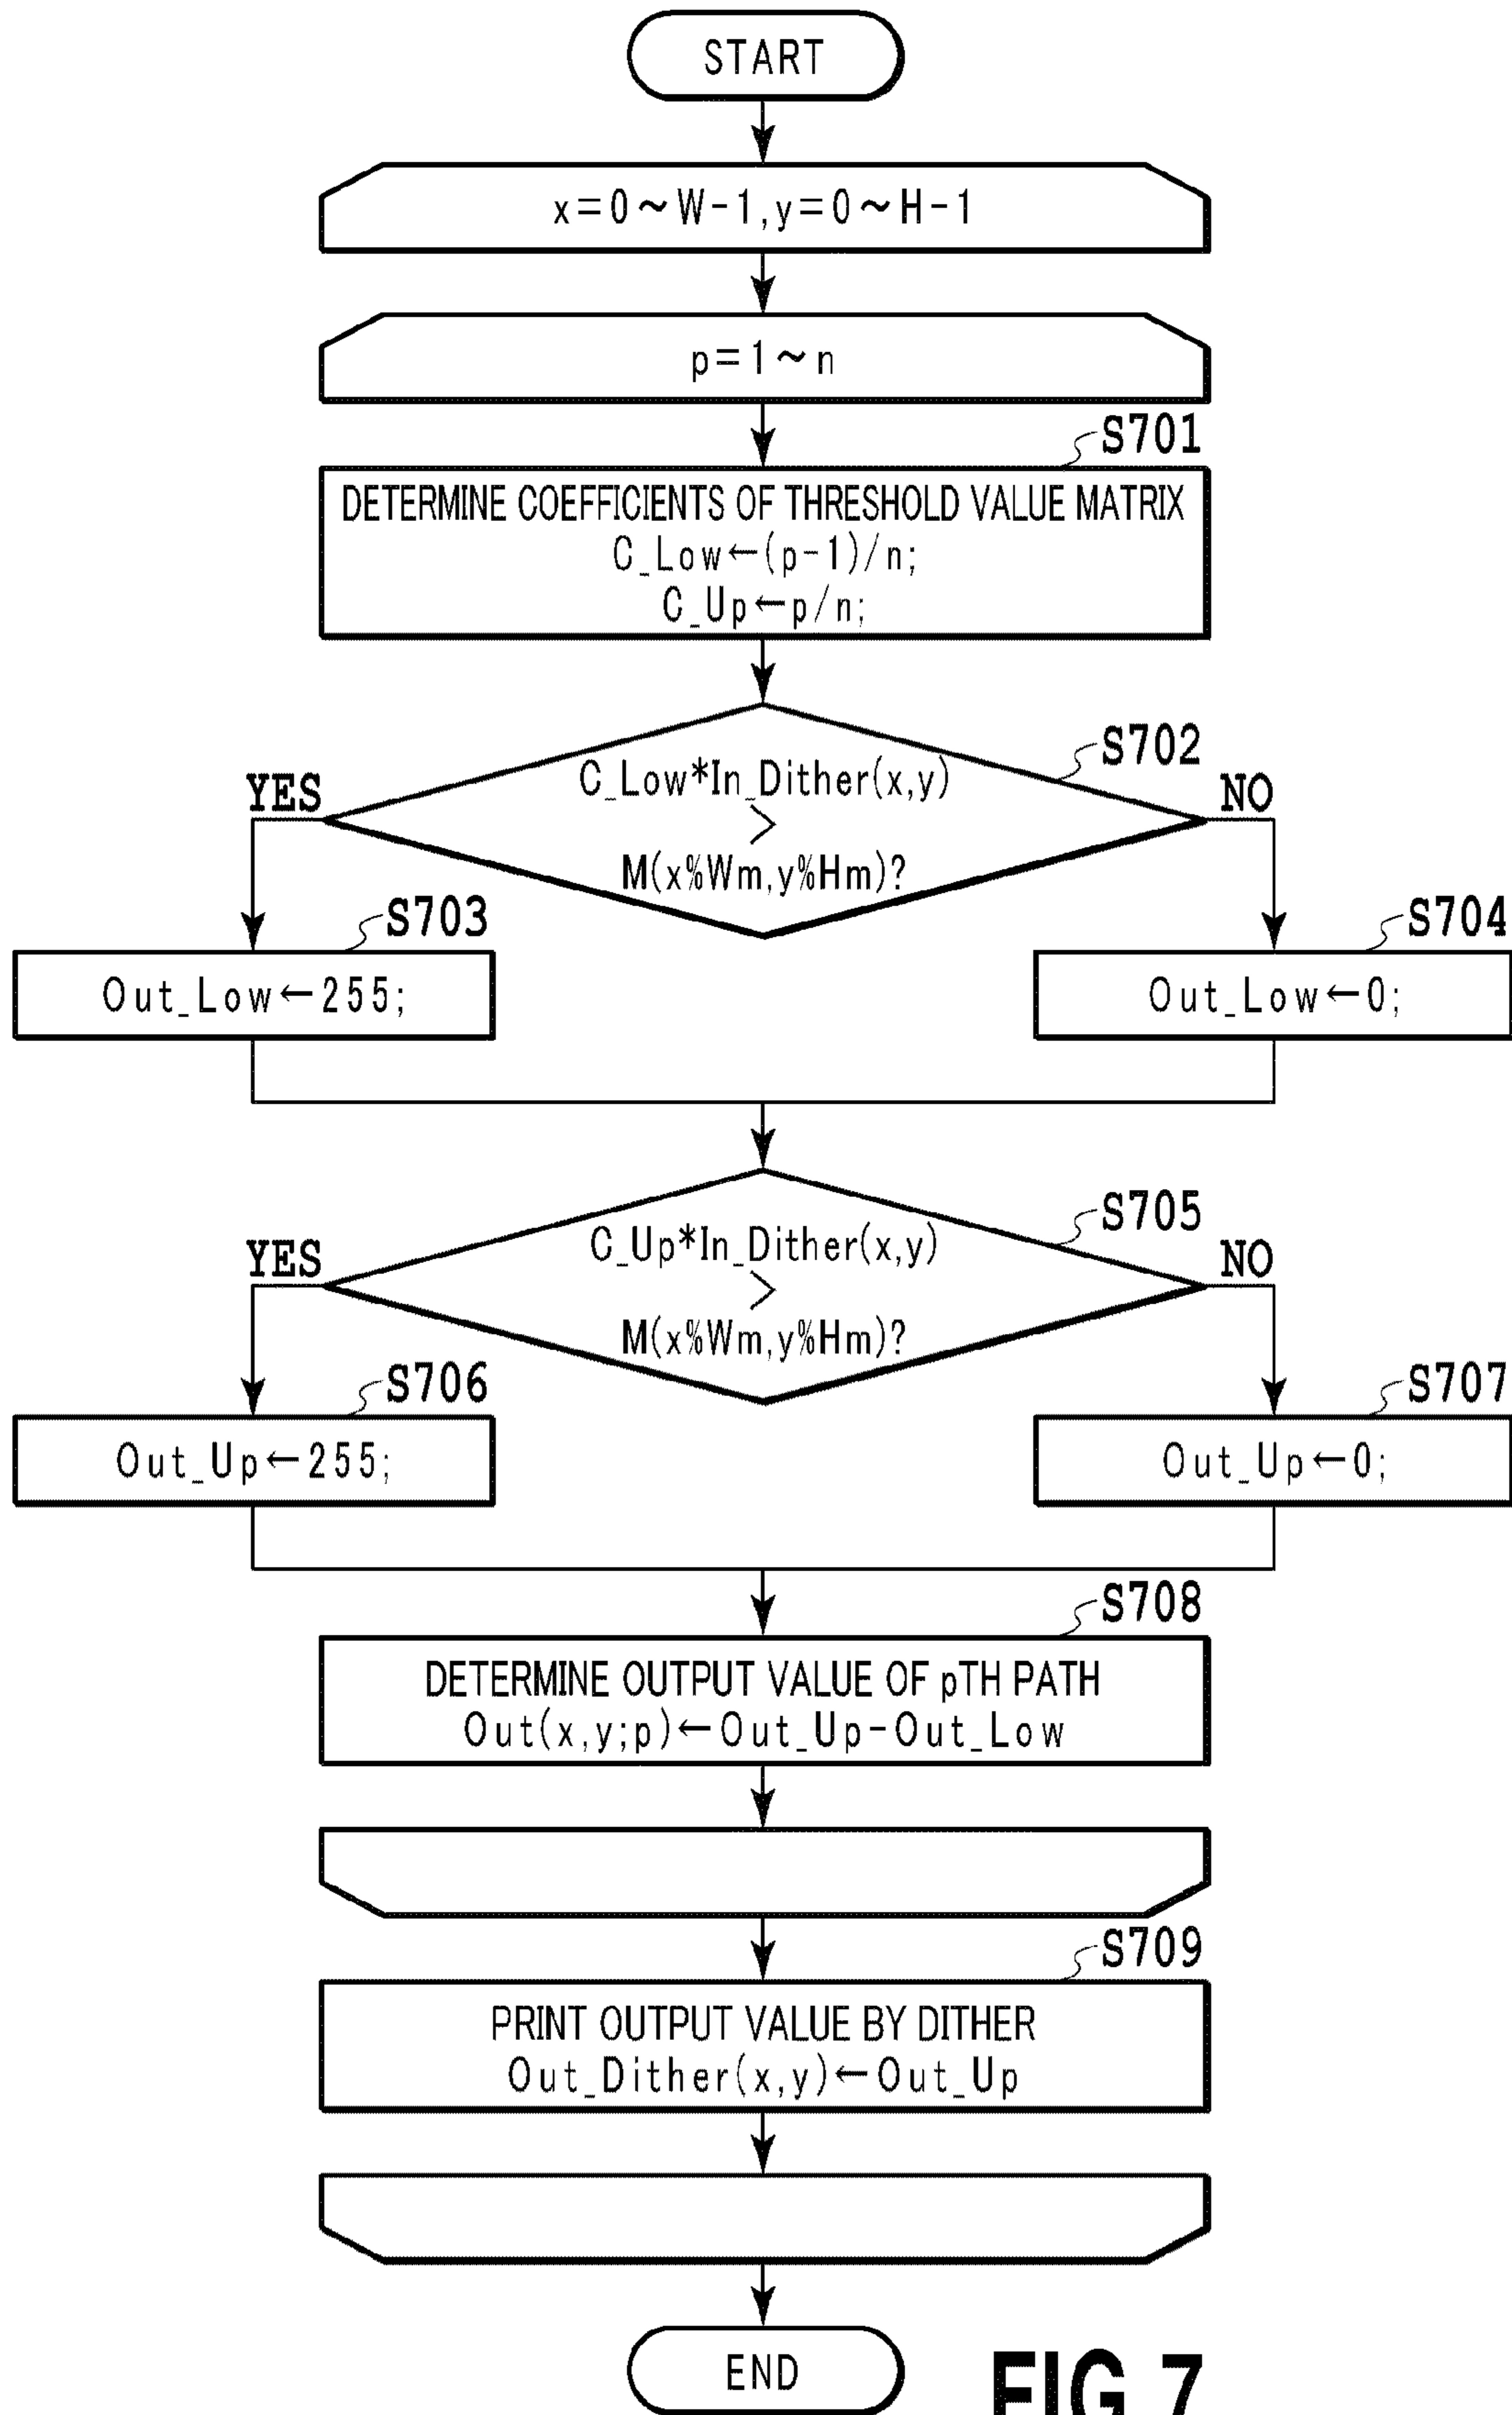 START
x=0~W-1,y=0~H-1
p=1~n
S701
DETERMINE COEFFICIENTS OF THRESHOLD VALUE MATRIX
C_Low←(p-1)/n;
C_Up←p/n;
S702
C_Low*In_Dither(x,y)
>
M(x%Wm,y%Hm)?
YES
NO
S703
Out_Low←255;
S704
Out_Low←0;
S705
C_Up*In_Dither(x,y)
>
M(x%Wm,y%Hm)?
YES
NO
S706
Out_Up←255;
S707
Out_Up←0;
S708
DETERMINE OUTPUT VALUE OF pTH PATH
Out(x,y;p)←Out_Up-Out_Low
S709
PRINT OUTPUT VALUE BY DITHER
Out_Dither(x,y)←Out_Up
END
FIG.7